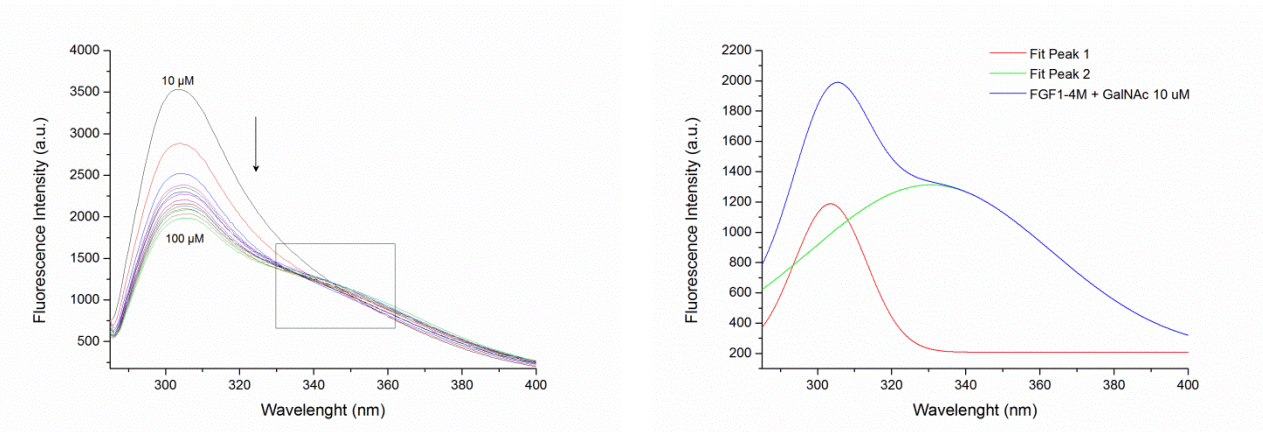 4000
3500
3000
2500
2000
1500
1000
500
Fluorescence Intensity (a.u.)
10 µM
100 µM
300 320 340 360 380 400
Wavelenght (nm)
2200
2000
1800
1600
1400
1200
1000
800
600
400
200
Fluorescence Intensity (a.u.)
Fit Peak 1
Fit Peak 2
FGF1-4M + GalNAc 10 uM
300 320 340 360 380 400
Wavelenght (nm)